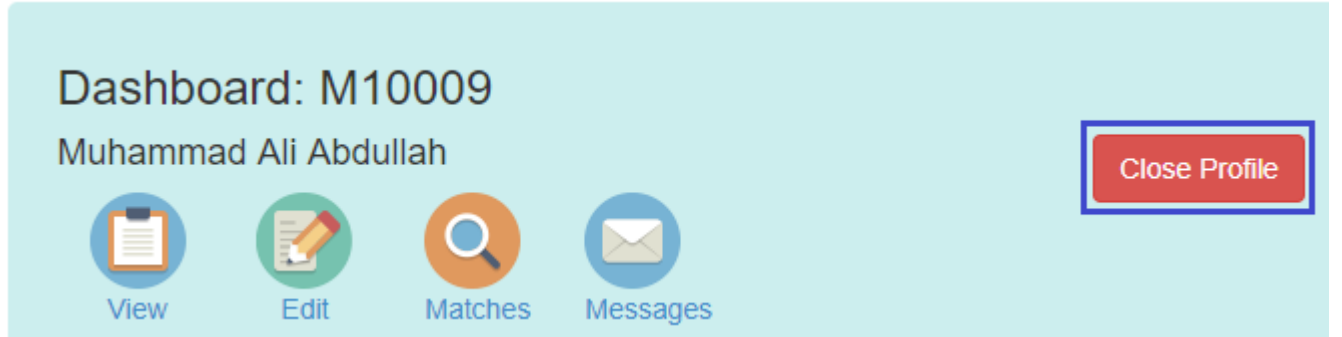 Dashboard: M10009
Muhammad Ali Abdullah
Close Profile
View Edit Matches Messages